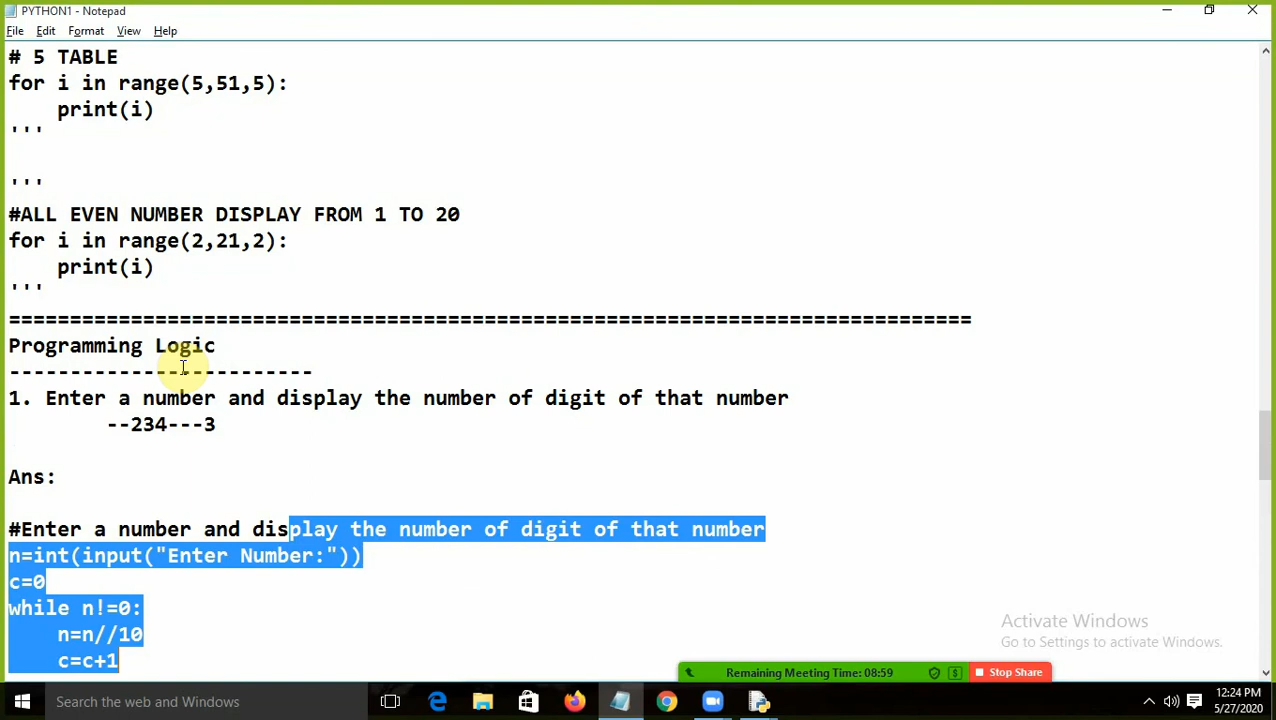 PYTHON1 - Notepad
File Edit Format View Help
# 5 TABLE
for i in range(5,51,5):
    print(i)
'''
'''
#ALL EVEN NUMBER DISPLAY FROM 1 TO 20
for i in range(2,21,2):
    print(i)
'''
===============================================================================
Programming Logic
-------------------------
1. Enter a number and display the number of digit of that number
        --234---3
Ans:
#Enter a number and display the number of digit of that number
n=int(input("Enter Number:"))
c=0
while n!=0:
    n=n//10
    c=c+1
Activate Windows
Go to Settings to activate Windows.
Remaining Meeting Time: 08:59 Stop Share
Search the web and Windows
12:24 PM
5/27/2020